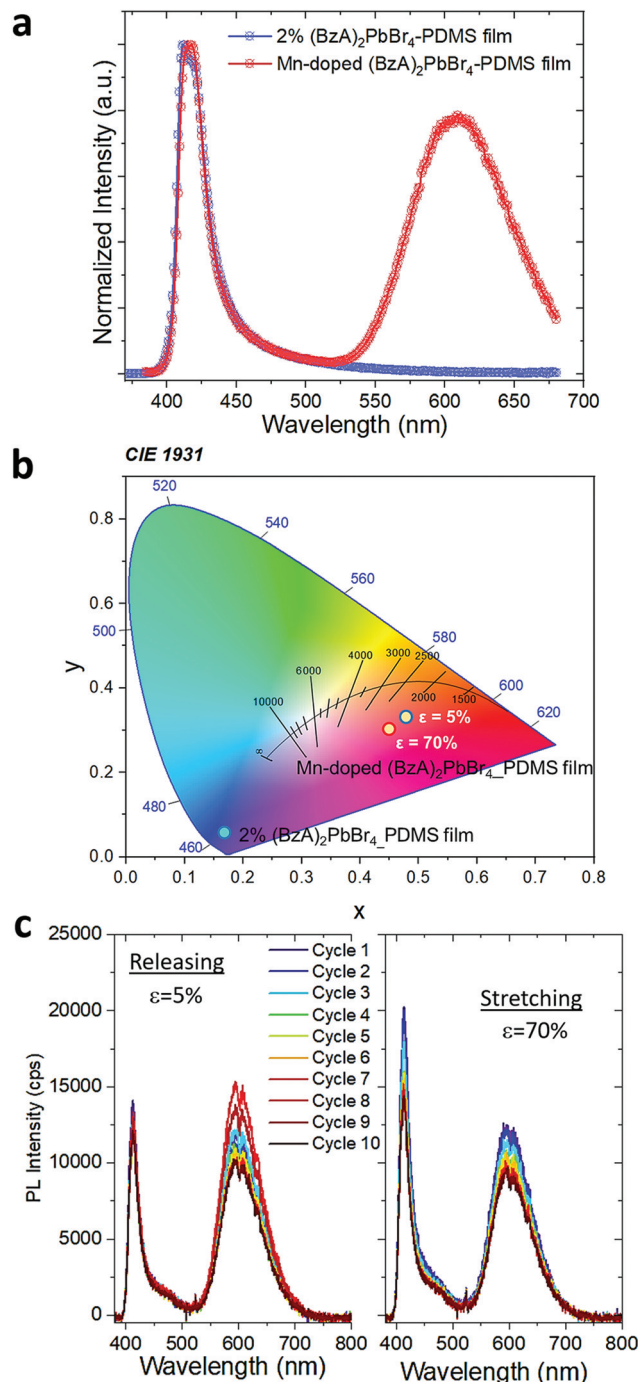 a
2% (BzA)₂PbBr₄-PDMS film
Mn-doped (BzA)₂PbBr₄-PDMS film
Normalized Intensity (a.u.)
400 450 500 550 600 650 700
Wavelength (nm)
CIE 1931
b
520
540
560
580
600
620
500
480
460
0.8
0.6
0.4
0.2
0.0
y
10000
6000
4000
3000
2500
2000
1500
∞
ε = 5%
ε = 70%
Mn-doped (BzA)₂PbBr₄_PDMS film
2% (BzA)₂PbBr₄_PDMS film
0.0 0.1 0.2 0.3 0.4 0.5 0.6 0.7 0.8
x
c
25000
20000
15000
10000
5000
0
PL Intensity (cps)
Releasing
ε=5%
Cycle 1
Cycle 2
Cycle 3
Cycle 4
Cycle 5
Cycle 6
Cycle 7
Cycle 8
Cycle 9
Cycle 10
Stretching
ε=70%
400 500 600 700 800
Wavelength (nm)
400 500 600 700 800
Wavelength (nm)